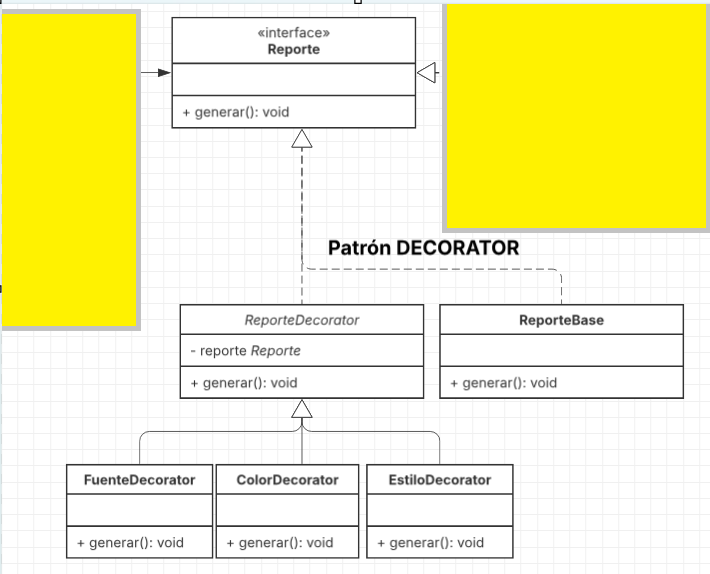 «interface»
Reporte
+ generar(): void
Patrón DECORATOR
ReporteDecorator
- reporte Reporte
+ generar(): void
ReporteBase
+ generar(): void
FuenteDecorator
+ generar(): void
ColorDecorator
+ generar(): void
EstiloDecorator
+ generar(): void